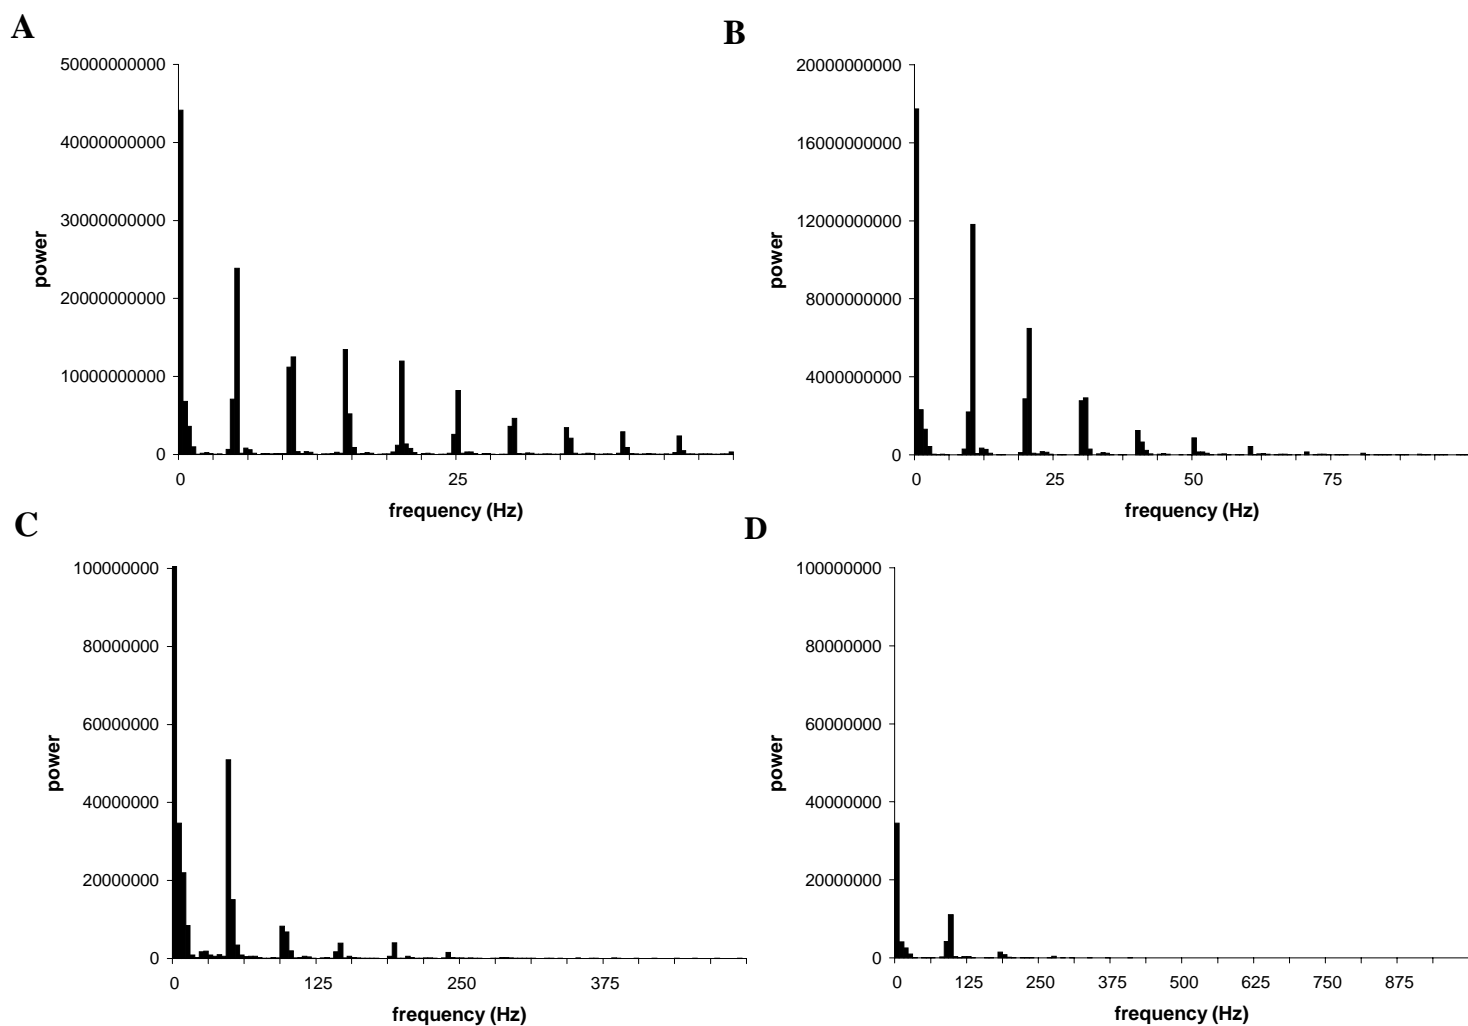 A
50000000000
40000000000
30000000000
20000000000
10000000000
0
power
0 25
frequency (Hz)
B
20000000000
16000000000
12000000000
8000000000
4000000000
0
power
0 25 50 75
frequency (Hz)
C
100000000
80000000
60000000
40000000
20000000
0
power
0 125 250 375
frequency (Hz)
D
100000000
80000000
60000000
40000000
20000000
0
power
0 125 250 375 500 625 750 875
frequency (Hz)